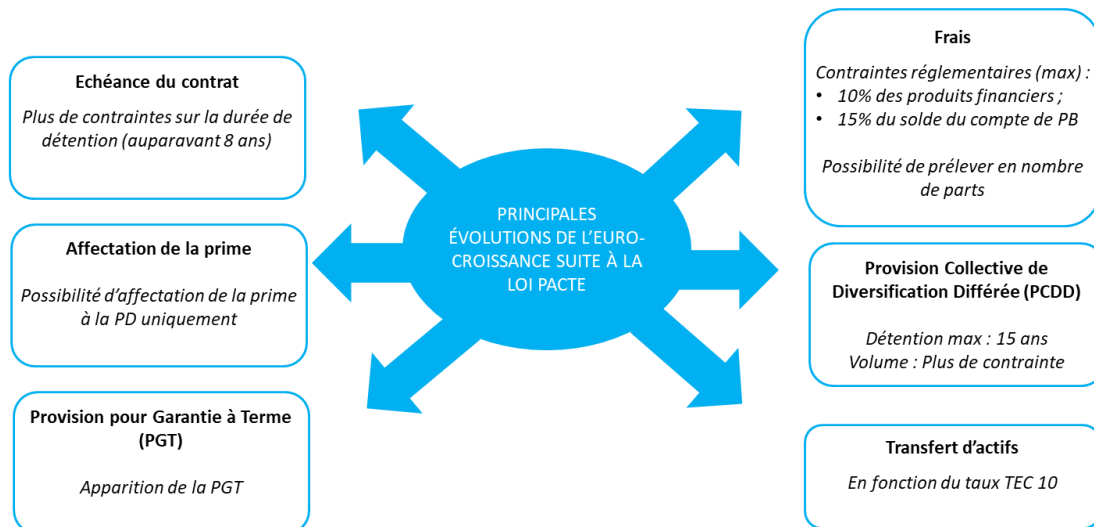 Echéance du contrat
Plus de contraintes sur la durée de
détention (auparavant 8 ans)
Affectation de la prime
Possibilité d’affectation de la prime
à la PD uniquement
Provision pour Garantie à Terme
(PGT)
Apparition de la PGT
PRINCIPALES
ÉVOLUTIONS DE L’EURO-
CROISSANCE SUITE À LA
LOI PACTE
Frais
Contraintes réglementaires (max) :
• 10% des produits financiers ;
• 15% du solde du compte de PB
Possibilité de prélever en nombre
de parts
Provision Collective de
Diversification Différée (PCDD)
Détention max : 15 ans
Volume : Plus de contrainte
Transfert d’actifs
En fonction du taux TEC 10